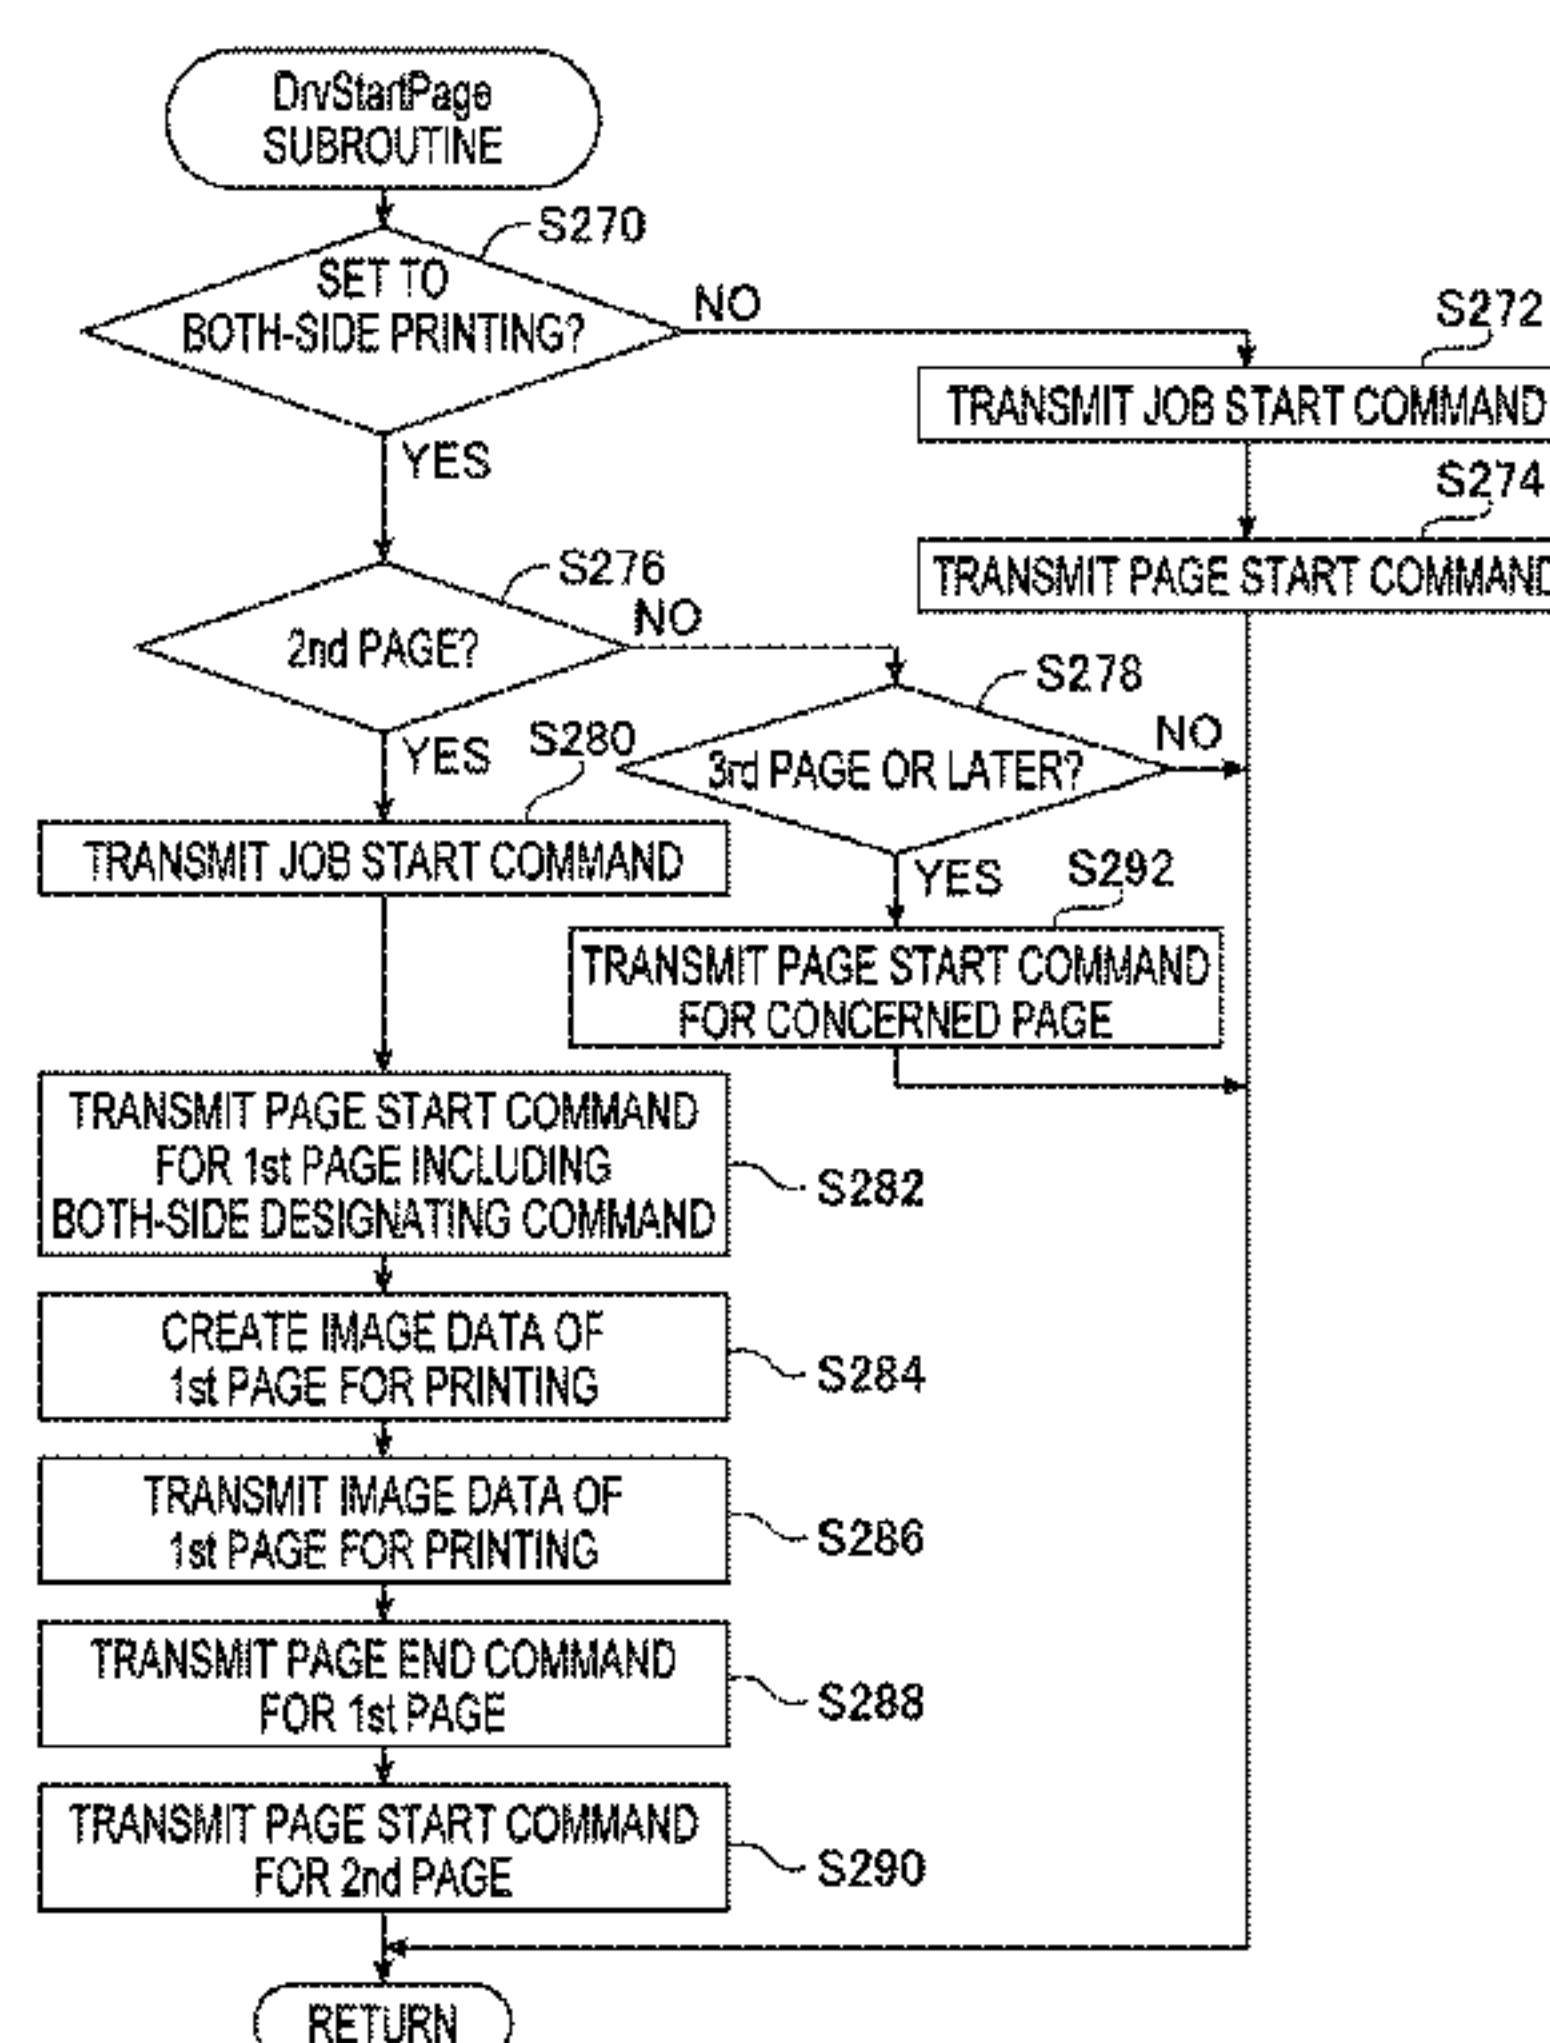 DrvStartPage
SUBROUTINE
S270
SET TO
BOTH-SIDE PRINTING?
NO
YES
S272
TRANSMIT JOB START COMMAND
S274
TRANSMIT PAGE START COMMAND
S276
2nd PAGE?
NO
YES
S278
3rd PAGE OR LATER?
NO
YES
S280
TRANSMIT JOB START COMMAND
S292
TRANSMIT PAGE START COMMAND
FOR CONCERNED PAGE
TRANSMIT PAGE START COMMAND
FOR 1st PAGE INCLUDING
BOTH-SIDE DESIGNATING COMMAND
S282
CREATE IMAGE DATA OF
1st PAGE FOR PRINTING
S284
TRANSMIT IMAGE DATA OF
1st PAGE FOR PRINTING
S286
TRANSMIT PAGE END COMMAND
FOR 1st PAGE
S288
TRANSMIT PAGE START COMMAND
FOR 2nd PAGE
S290
RETURN